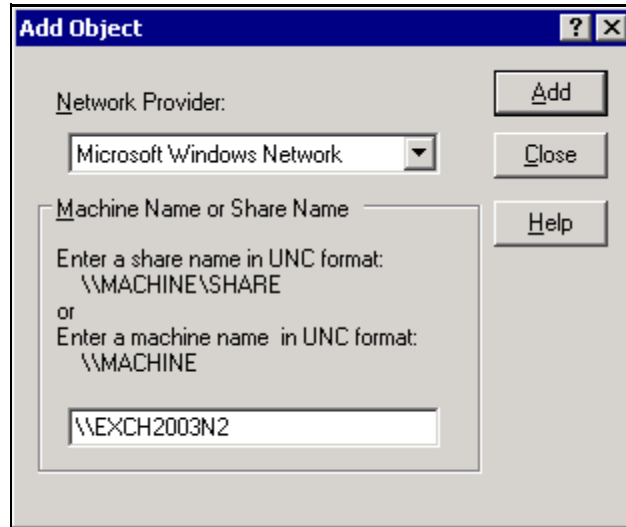 Add Object
Network Provider:
Add
Microsoft Windows Network
Close
Machine Name or Share Name
Help
Enter a share name in UNC format:
\\MACHINE\SHARE
or
Enter a machine name  in UNC format:
\\MACHINE
\\EXCH2003N2